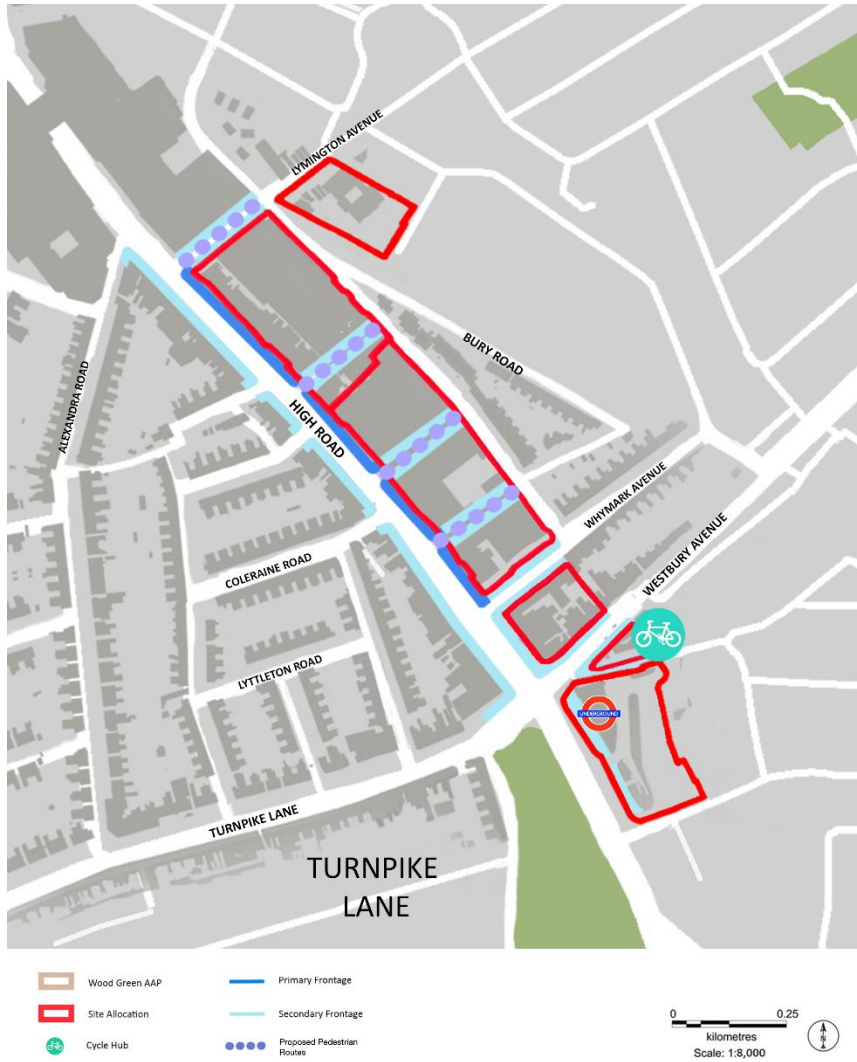 LYMINGTON AVENUE
BURY ROAD
ALEXANDRA ROAD
HIGH ROAD
WHYMARK AVENUE
COLERAINE ROAD
WESTBURY AVENUE
LYTTLETON ROAD
UNDERGROUND
TURNPIKE LANE
TURNPIKE
LANE
Wood Green AAP
Primary Frontage
Site Allocation
Secondary Frontage
Cycle Hub
Proposed Pedestrian
Routes
0 0.25
kilometres
Scale: 1:8,000
N